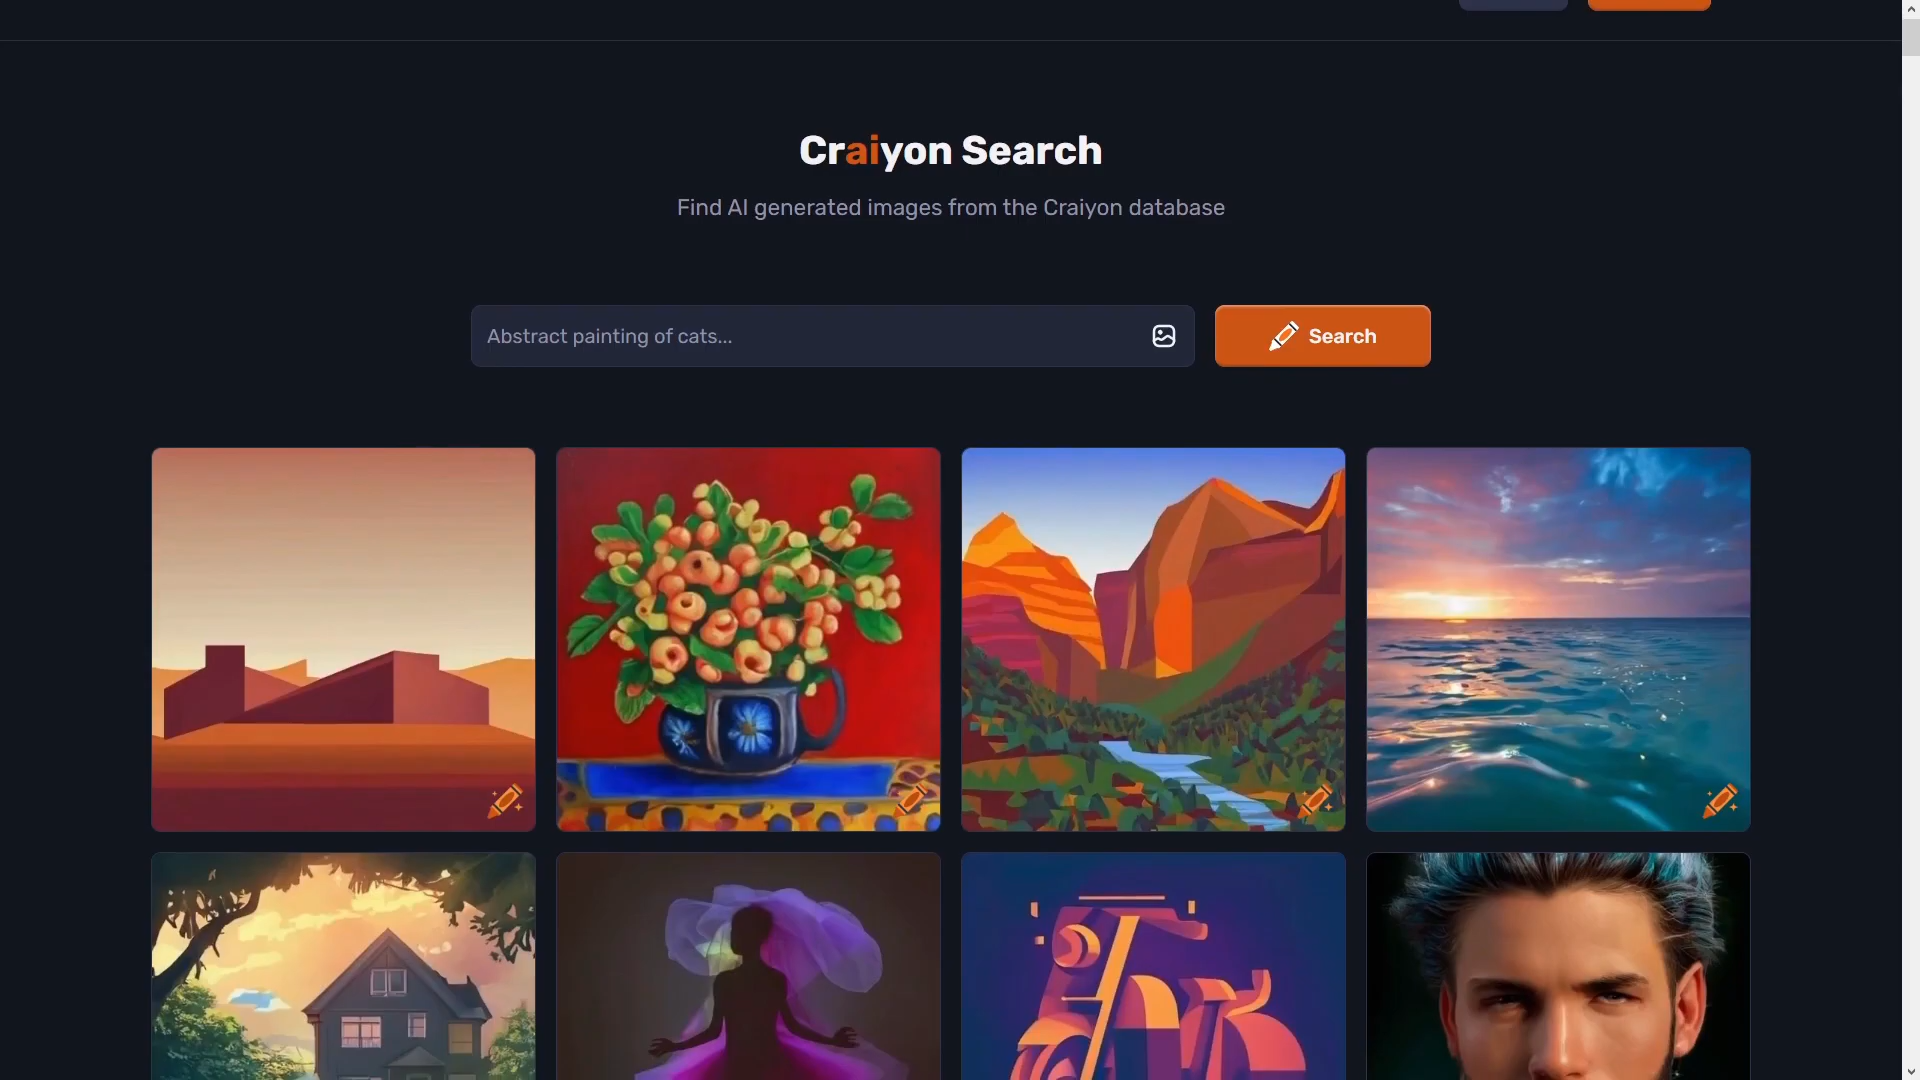 Craiyon Search
Find AI generated images from the Craiyon database
Abstract painting of cats...
Search